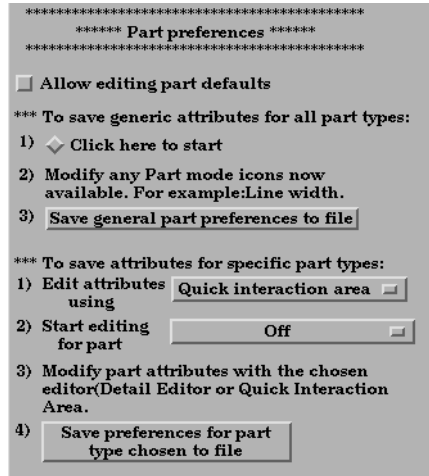 ******************************************
****** Part preferences ******
******************************************
Allow editing part defaults
*** To save generic attributes for all part types:
1) Click here to start
2) Modify any Part mode icons now
available. For example:Line width.
3) Save general part preferences to file
*** To save attributes for specific part types:
1) Edit attributes Quick interaction area
using
2) Start editing Off
for part
3) Modify part attributes with the chosen
editor(Detail Editor or Quick Interaction
Area.
4) Save preferences for part
type chosen to file